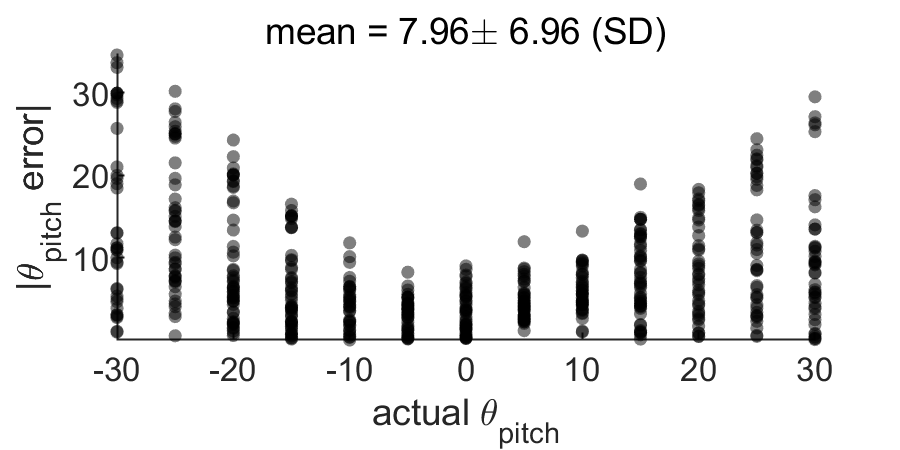 mean = 7.96± 6.96 (SD)
|θpitch error|
30
20
10
-30 -20 -10 0 10 20 30
actual θpitch